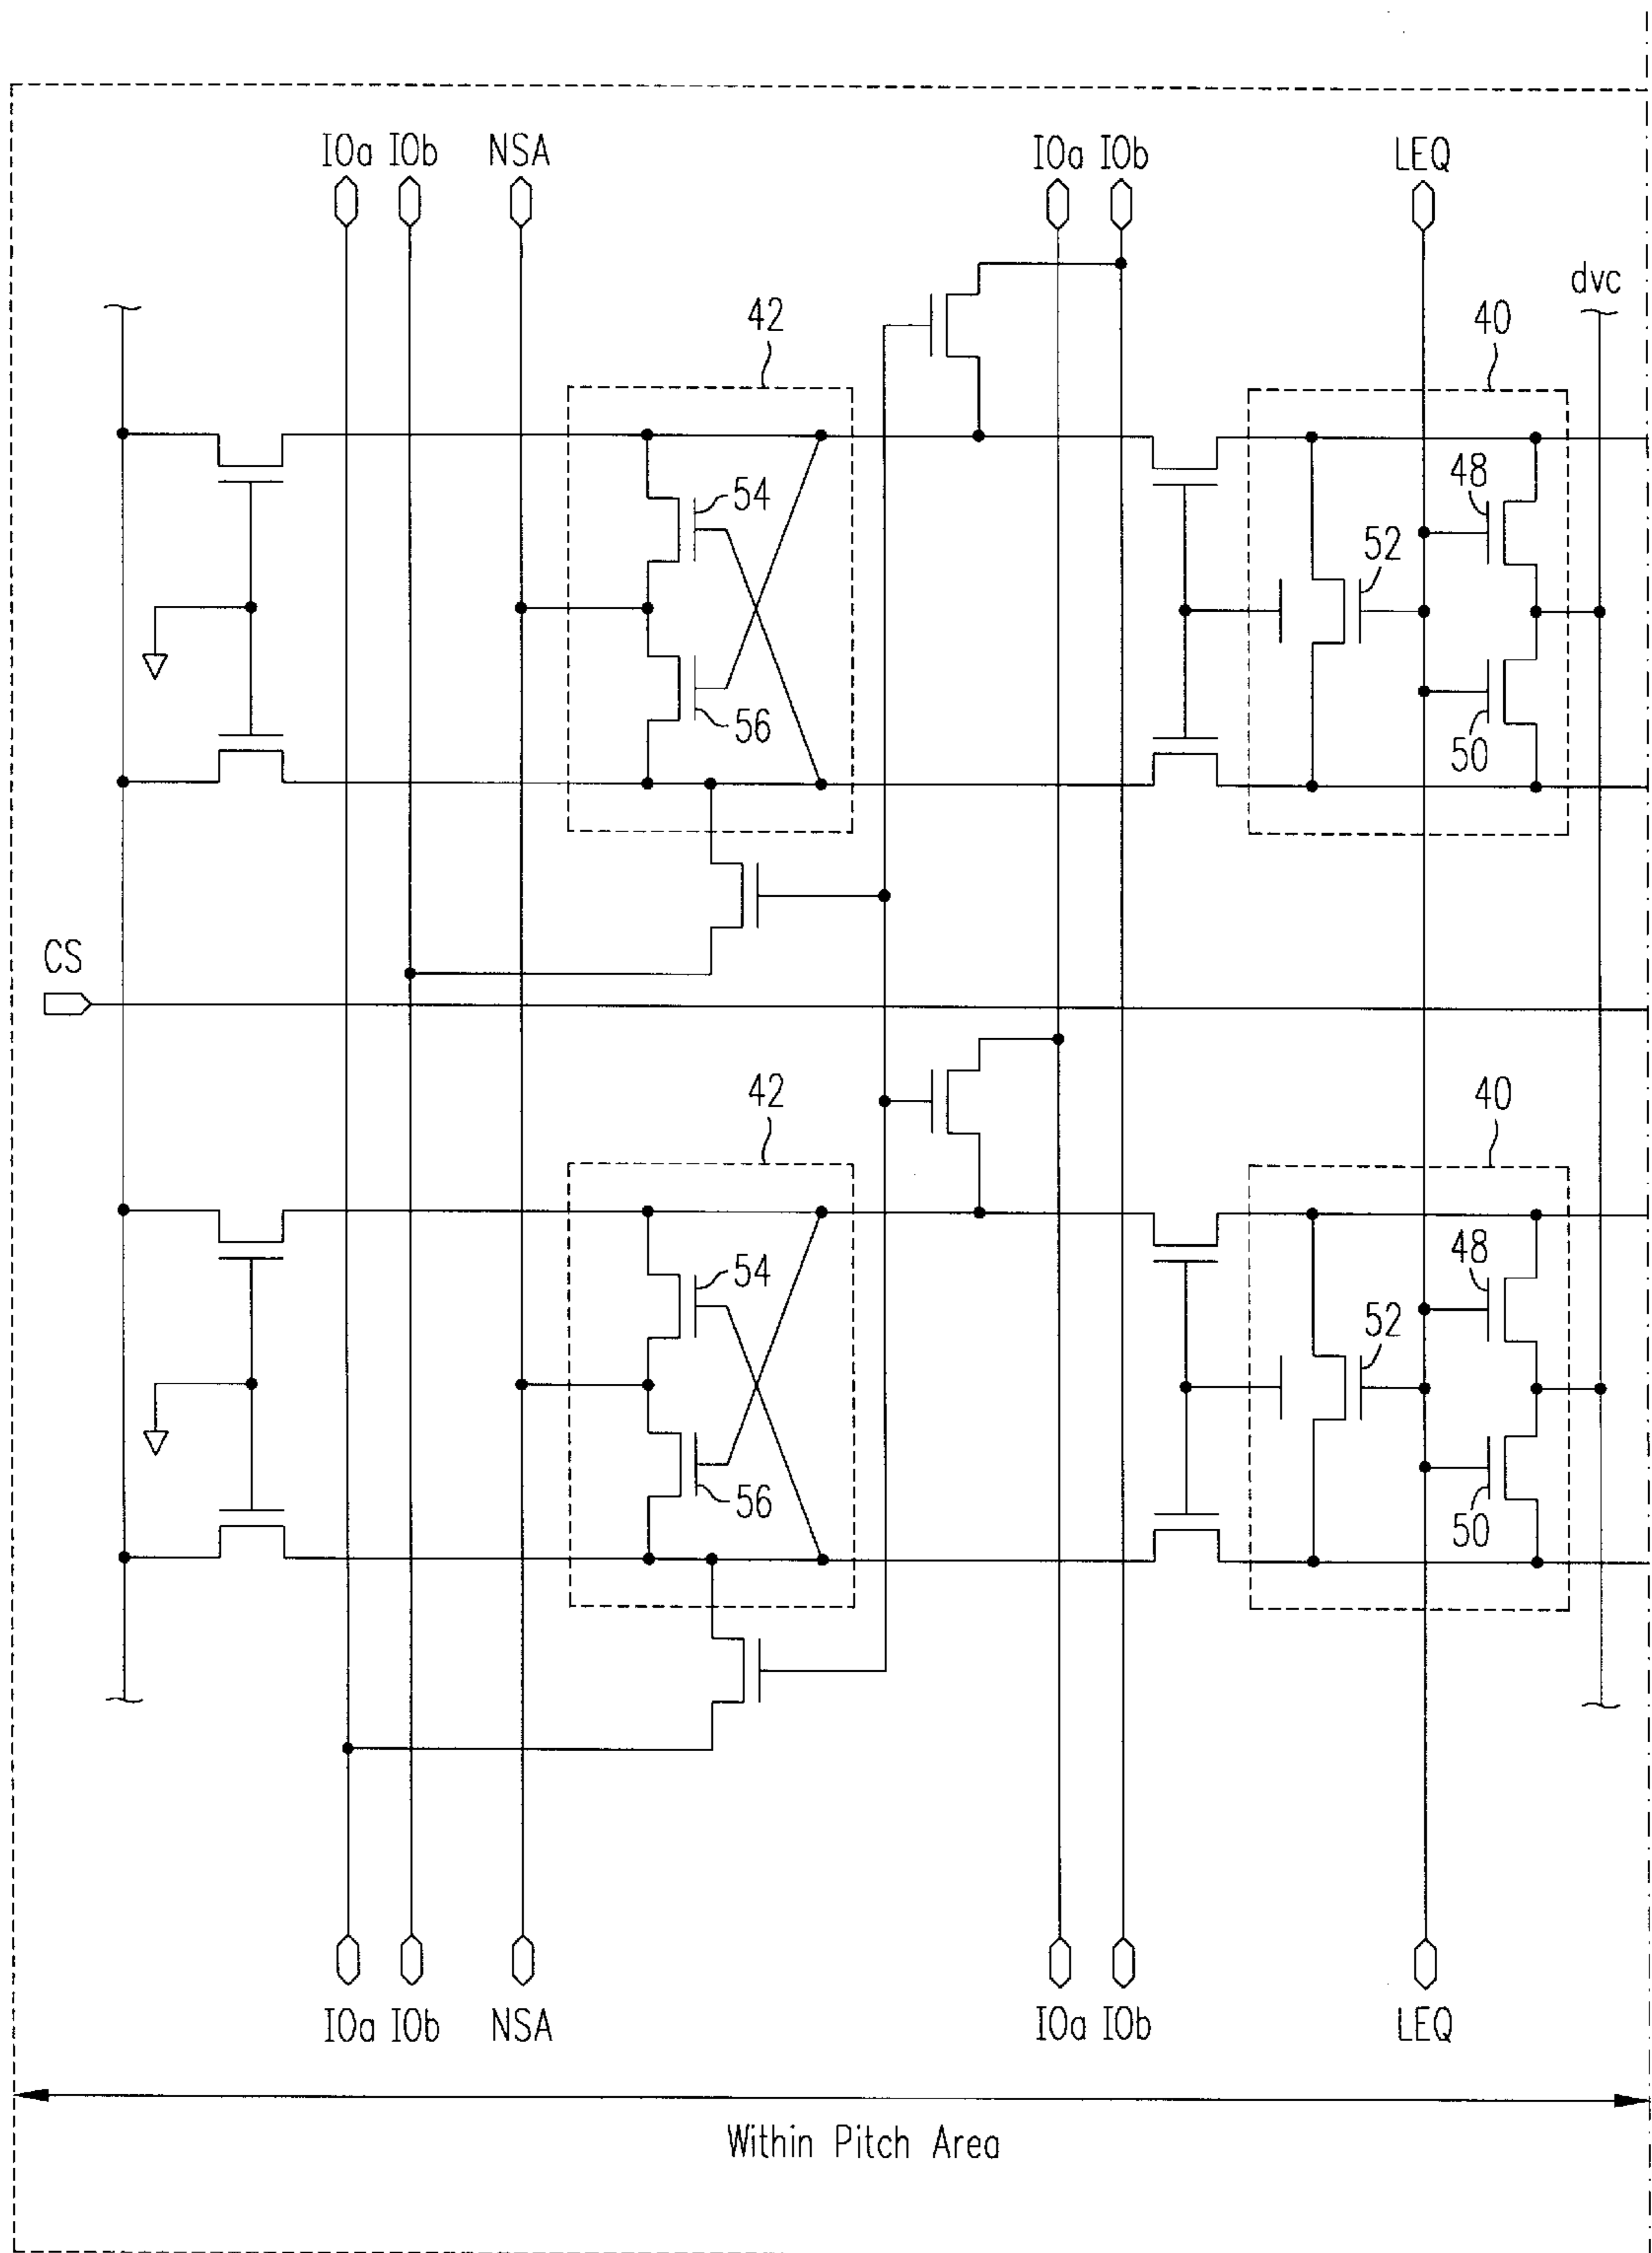 IOa IOb NSA IOa IOb LEQ
dvc
42 40
54 48
52
56 50
CS
42 40
54 48
52
56 50
IOa IOb NSA IOa IOb LEQ
Within Pitch Area